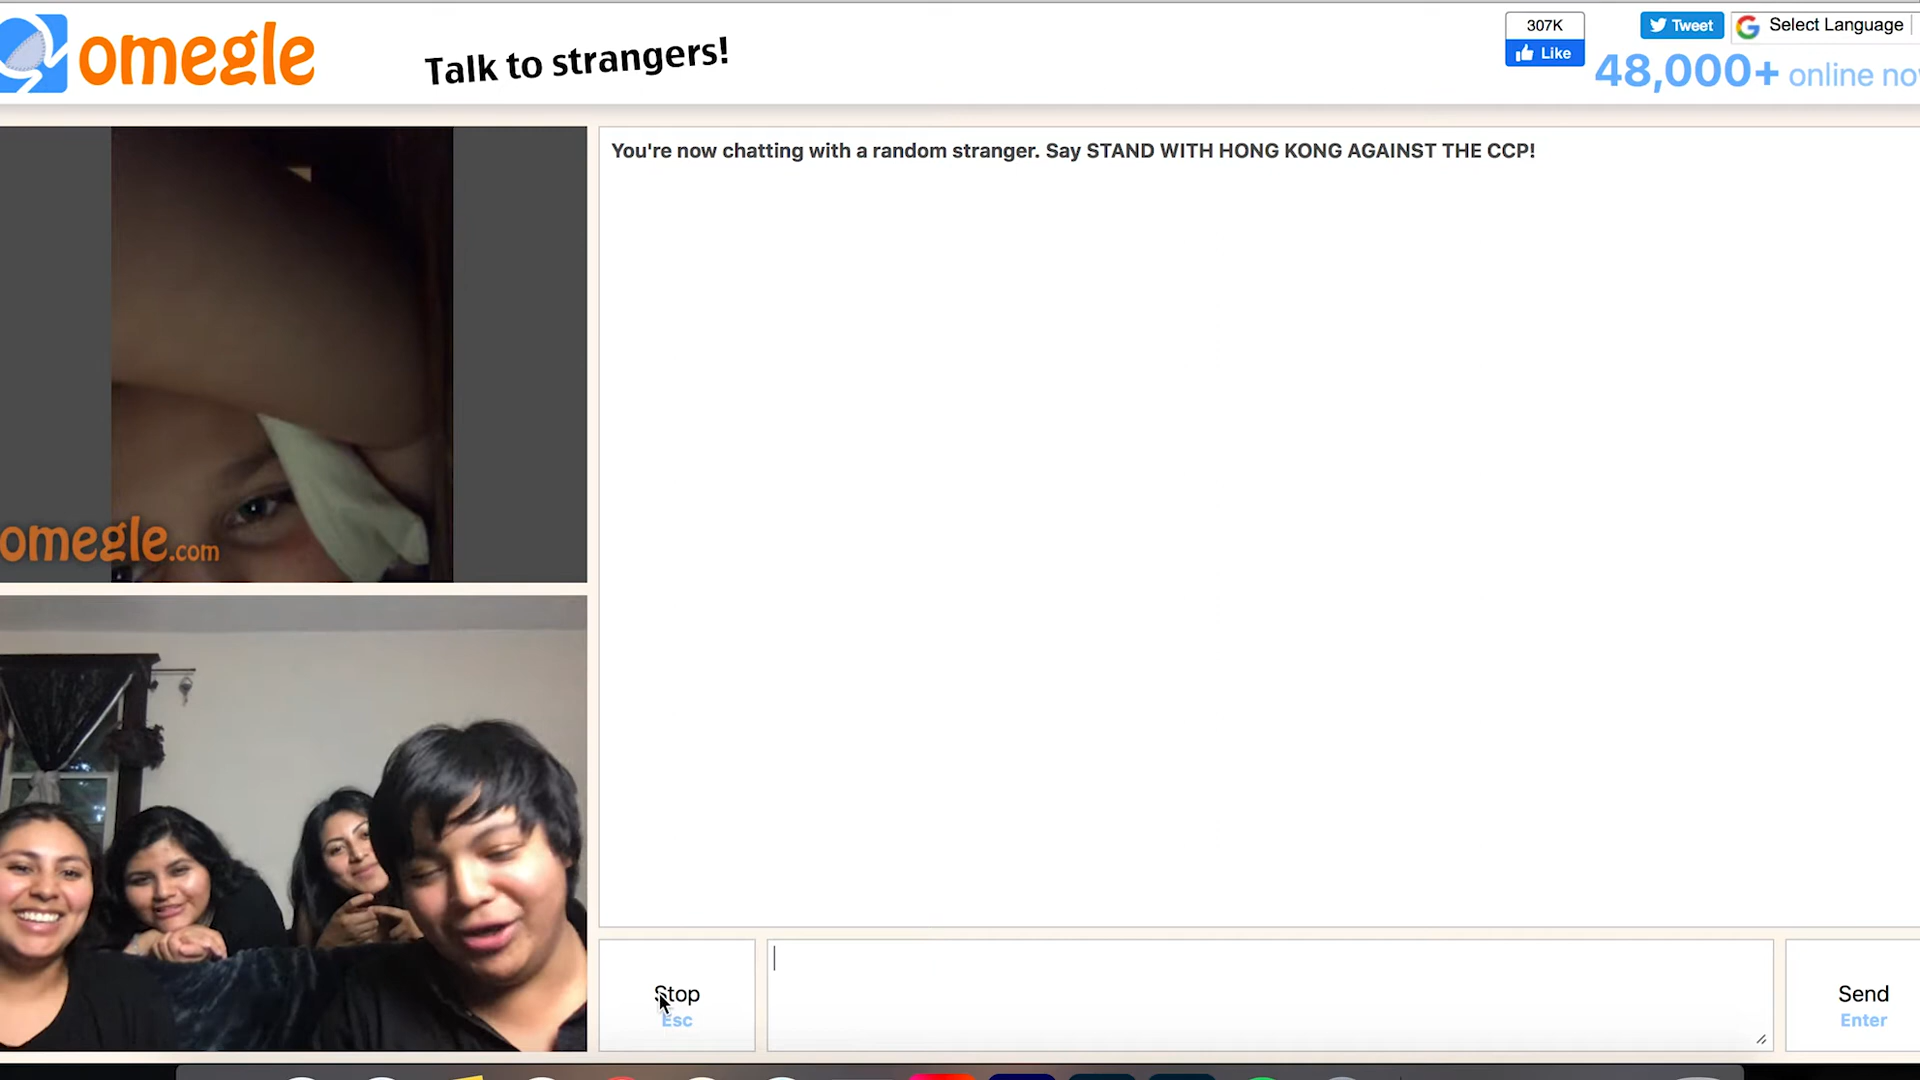 omegle
Talk to strangers!
307K
Like
Tweet
Select Language
48,000+ online no
You're now chatting with a random stranger. Say STAND WITH HONG KONG AGAINST THE CCP!
omegle.com
Stop
Esc
Send
Enter